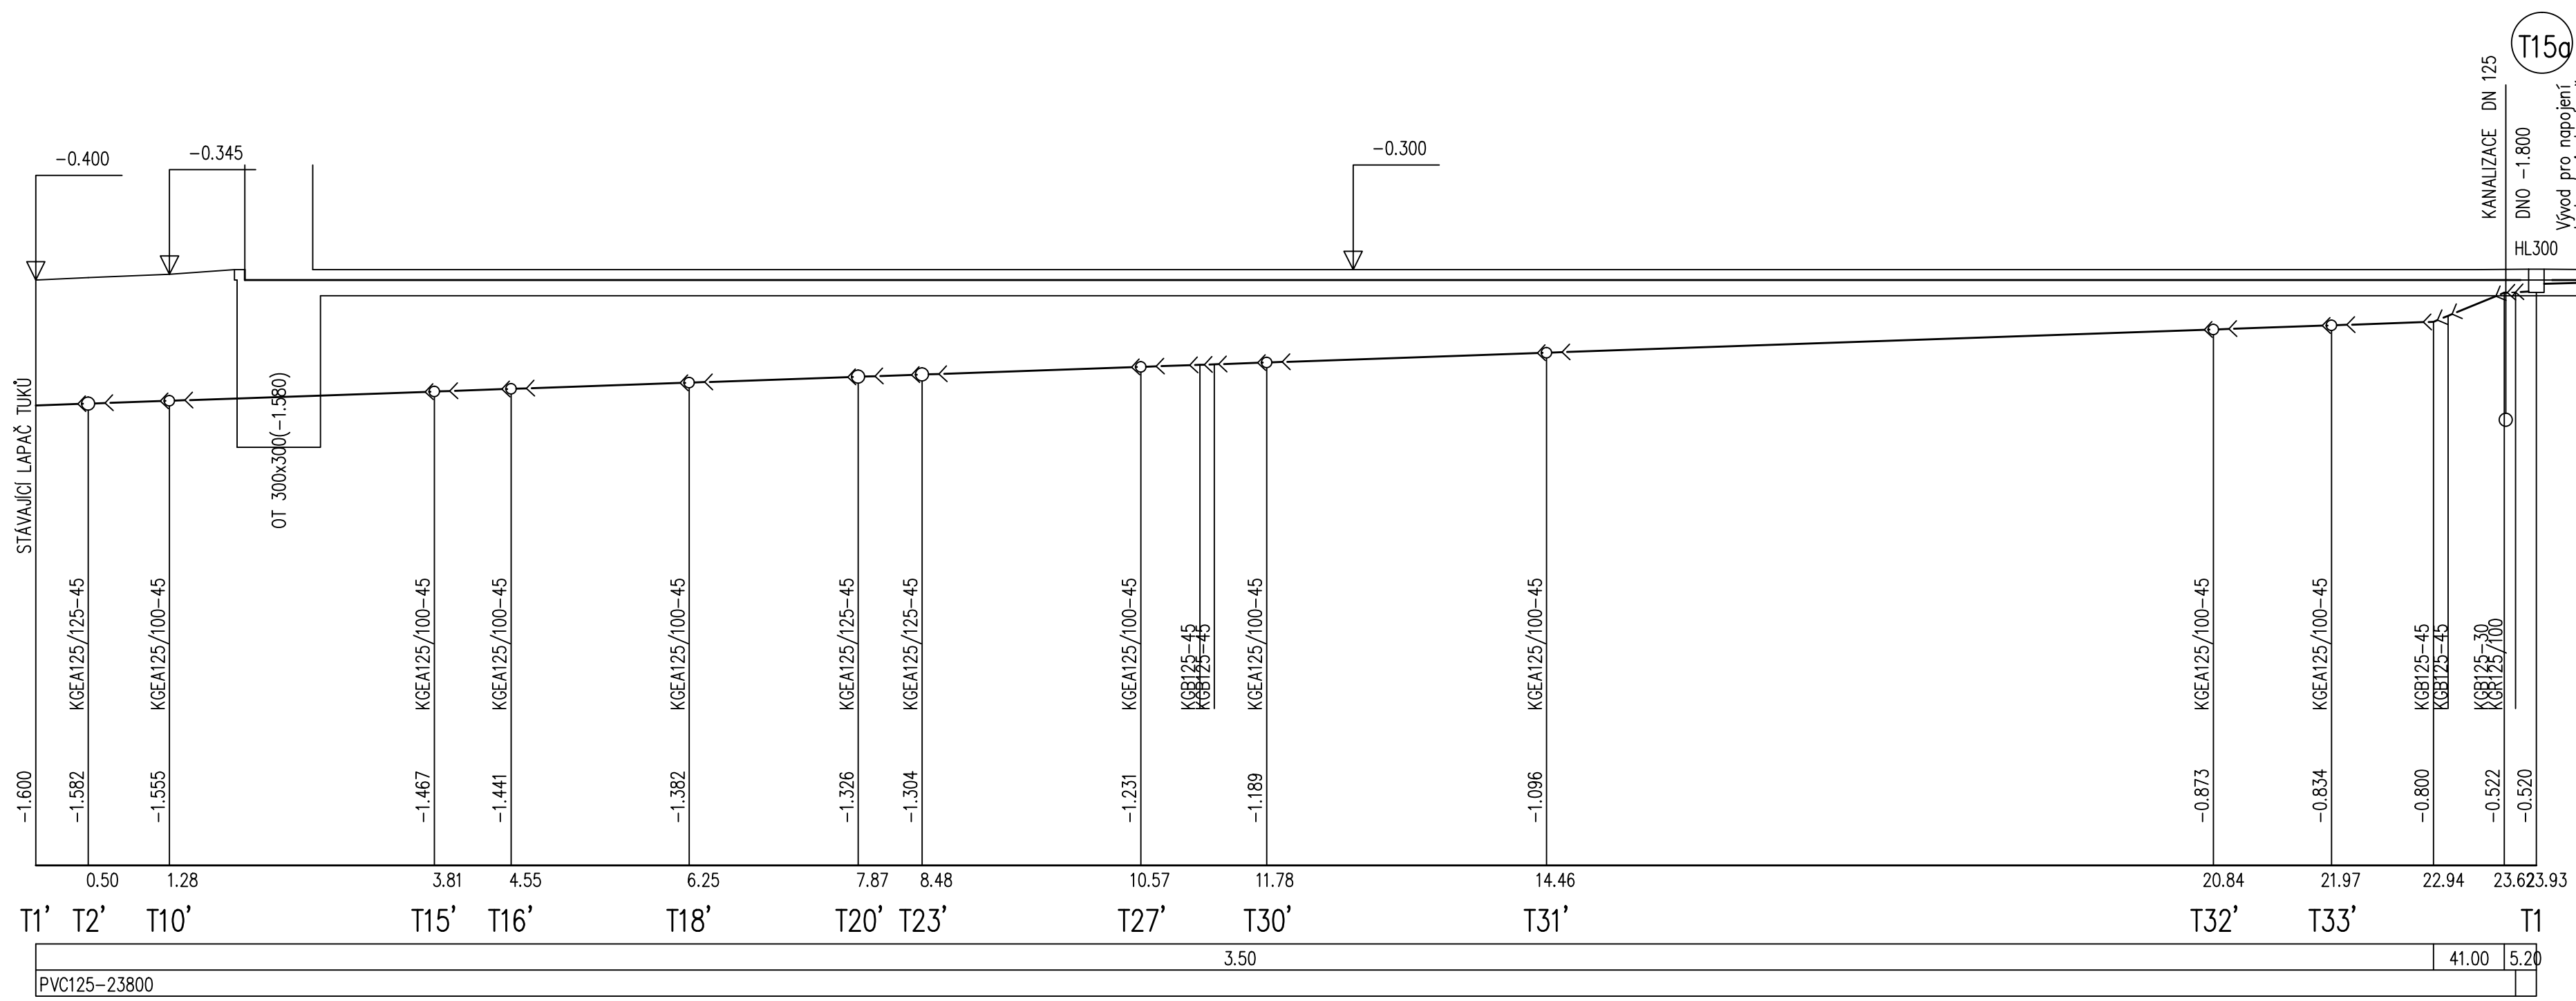 T15a
KANALIZACE DN 125
DNO -1.800
Vývod pro napojení
-0.400
-0.345
-0.300
HL300
STÁVAJÍCÍ LAPAČ TUKŮ
OT 300x300(-1.580)
KGEA125/125-45
KGEA125/100-45
KGEA125/100-45
KGEA125/100-45
KGEA125/100-45
KGEA125/125-45
KGEA125/125-45
KGEA125/100-45
KGB125-45
KGB125-45
KGEA125/100-45
KGEA125/100-45
KGEA125/100-45
KGEA125/100-45
KGB125-45
KGB125-45
KGB125-30
KGR125/100
-1.600
-1.582
-1.555
-1.467
-1.441
-1.382
-1.326
-1.304
-1.231
-1.189
-1.096
-0.873
-0.834
-0.800
-0.522
-0.520
0.50
1.28
3.81
4.55
6.25
7.87
8.48
10.57
11.78
14.46
20.84
21.97
22.94
23.93
T1'
T2'
T10'
T15'
T16'
T18'
T20'
T23'
T27'
T30'
T31'
T32'
T33'
T1
3.50
41.00
5.20
PVC125-23800